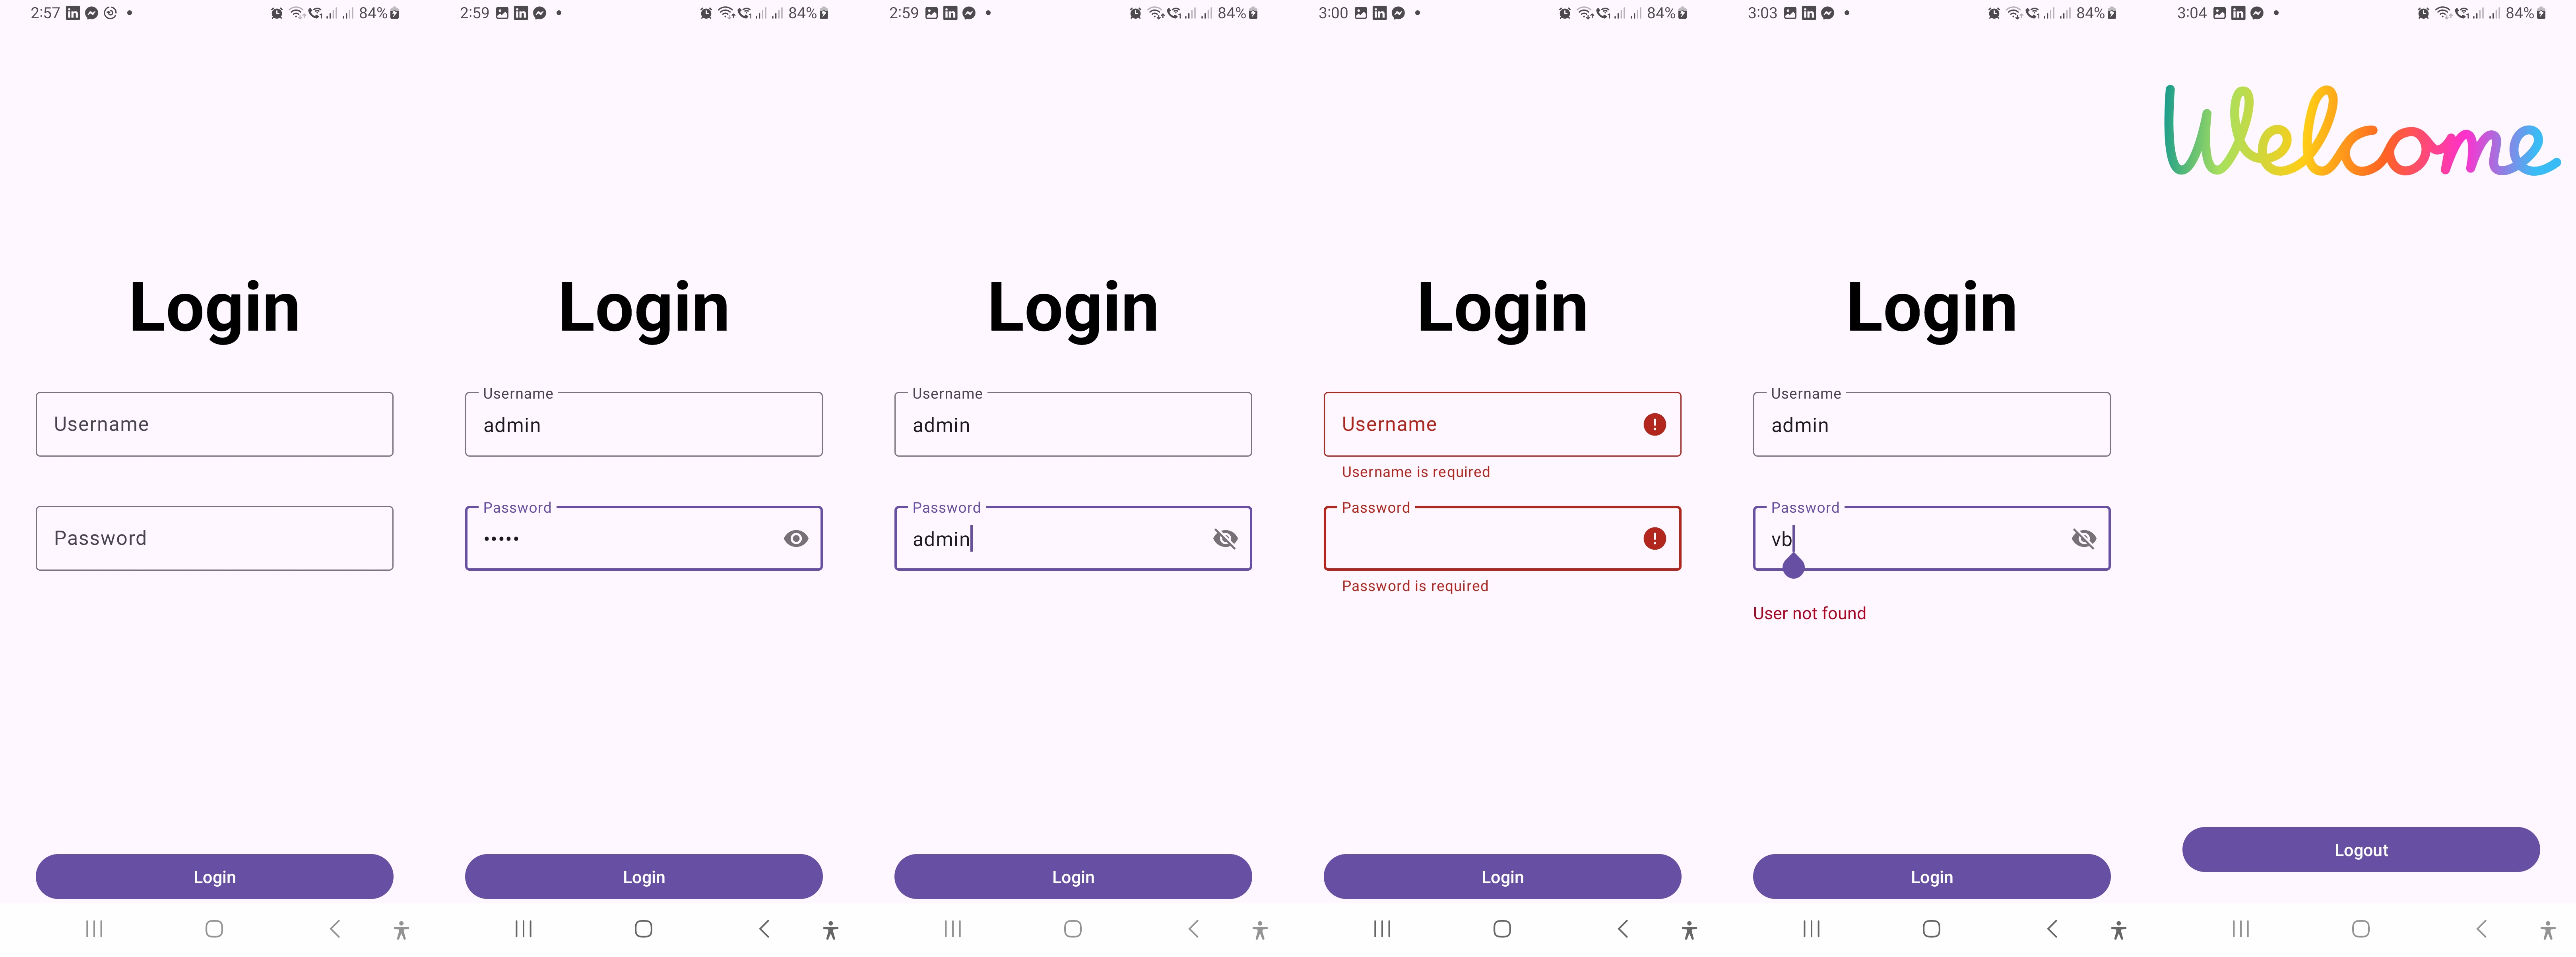 2:57
84%
Login
Username
Password
Login
2:59
84%
Login
Username
admin
Password
•••••
Login
2:59
84%
Login
Username
admin
Password
admin
Login
3:00
84%
Login
Username
Username is required
Password
Password is required
Login
3:03
84%
Login
Username
admin
Password
vb
User not found
Login
3:04
84%
Welcome
Logout